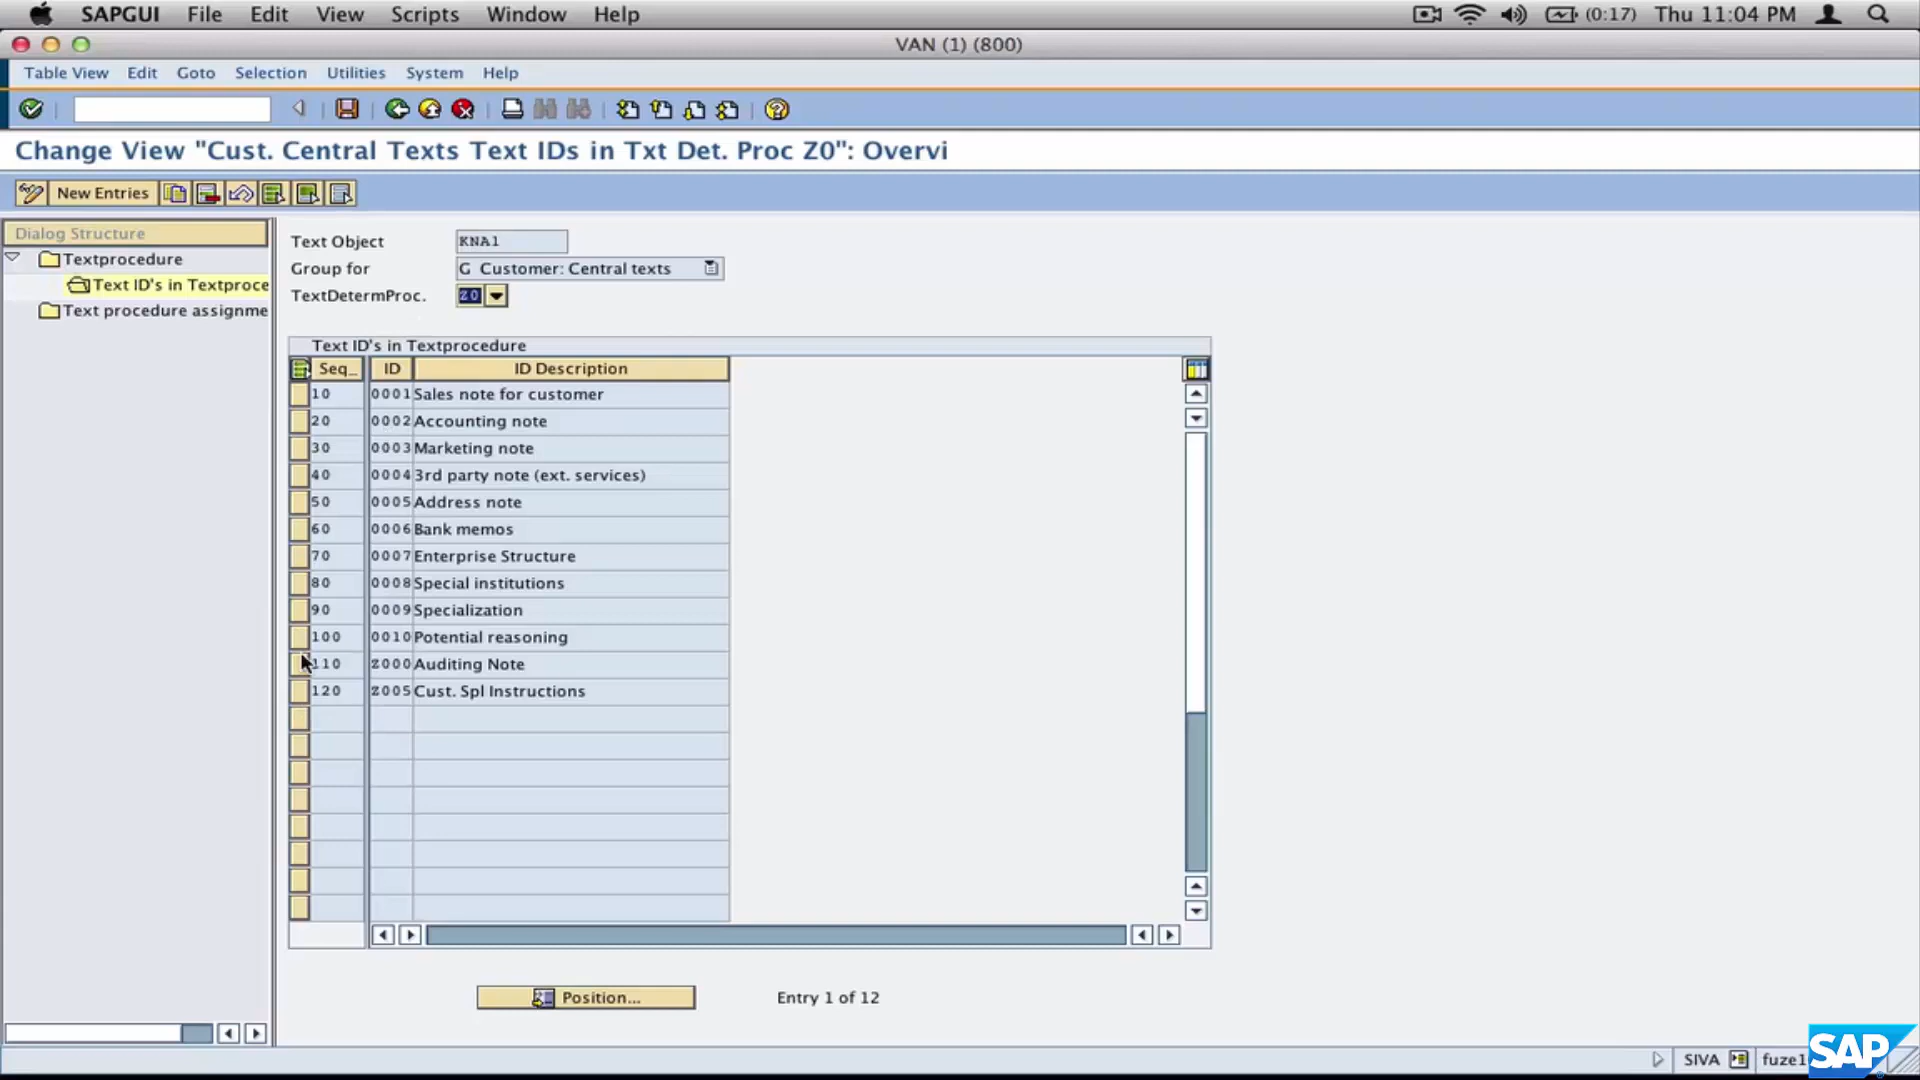 SAPGUI File Edit View Scripts Window Help (0:17) Thu 11:04 PM
VAN (1) (800)
Table View Edit Goto Selection Utilities System Help
Change View "Cust. Central Texts Text IDs in Txt Det. Proc Z0": Overvi
New Entries
Dialog Structure
Textprocedure
Text ID's in Textproce
Text procedure assignme
Text Object KNA1
Group for G Customer: Central texts
TextDetermProc. Z0
Text ID's in Textprocedure
Seq_ ID ID Description
10 0001 Sales note for customer
20 0002 Accounting note
30 0003 Marketing note
40 0004 3rd party note (ext. services)
50 0005 Address note
60 0006 Bank memos
70 0007 Enterprise Structure
80 0008 Special institutions
90 0009 Specialization
100 0010 Potential reasoning
110 Z000 Auditing Note
120 Z005 Cust. Spl Instructions
Position... Entry 1 of 12
SIVA fuze1
SAP